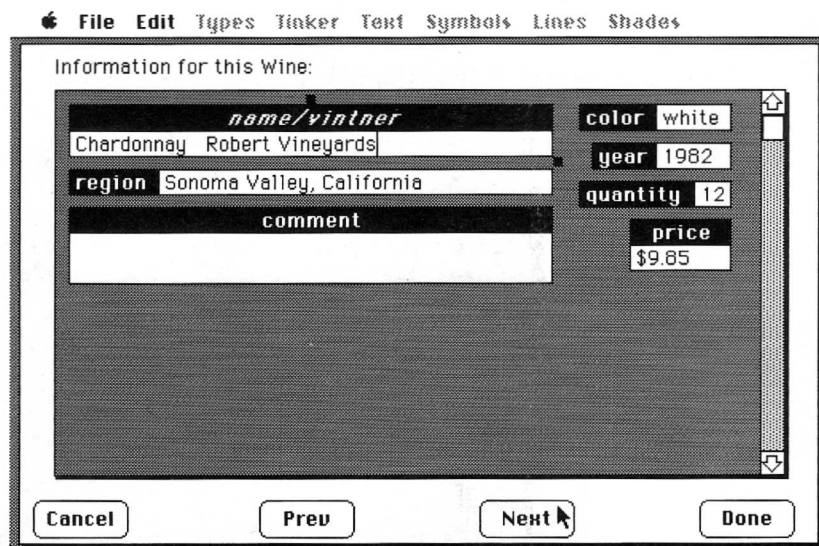 File Edit Types Tinker Text Symbols Lines Shades
Information for this Wine:
name/vintner
Chardonnay Robert Vineyards
color white
year 1982
region Sonoma Valley, California
quantity 12
comment
price
$9.85
Cancel Prev Next Done